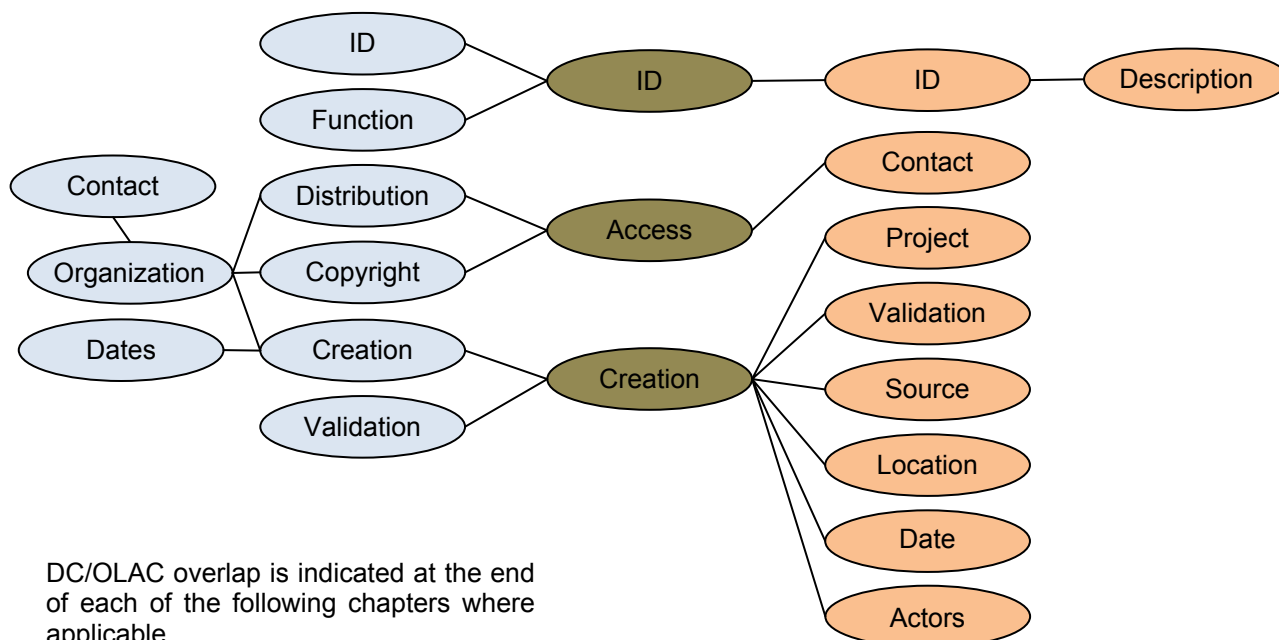 ID
Function
Contact
Distribution
Organization
Copyright
Dates
Creation
Validation
ID
Access
Creation
ID
Description
Contact
Project
Validation
Source
Location
Date
Actors
DC/OLAC overlap is indicated at the end
of each of the following chapters where
applicable